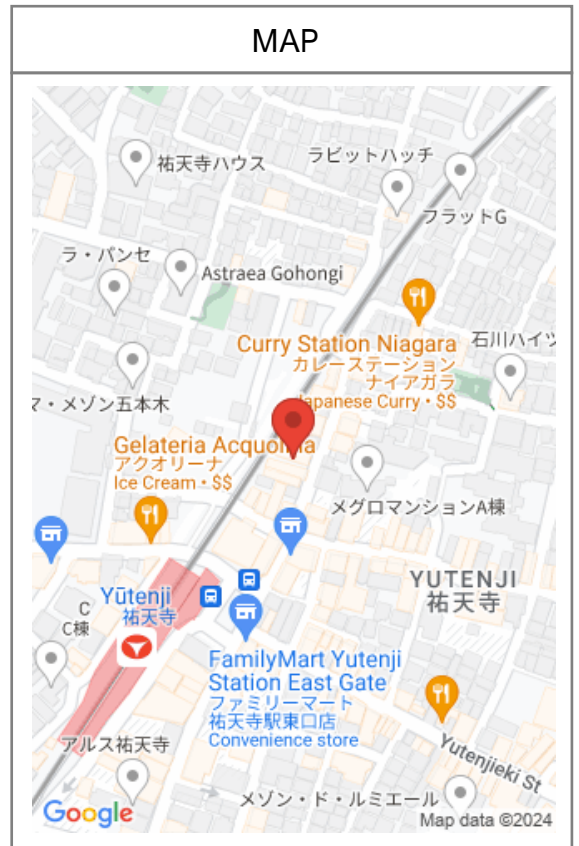 MAP
ラビットハッチ
祐天寺ハウス
フラットG
ラ・パンセ
Astraea Gohongi
Curry Station Niagara
カレーステーション
ナイアガラ
Japanese Curry • $$
石川ハイツ
マ・メゾン五本木
Gelateria Acquolina
アクオリーナ
Ice Cream • $$
メグロマンションA棟
YUTENJI
祐天寺
Yūtenji
祐天寺
C
C棟
FamilyMart Yutenji
Station East Gate
ファミリーマート
祐天寺駅東口店
Convenience store
アルス祐天寺
Yutenjieki St
メゾン・ド・ルミエール
Google
Map data ©2024